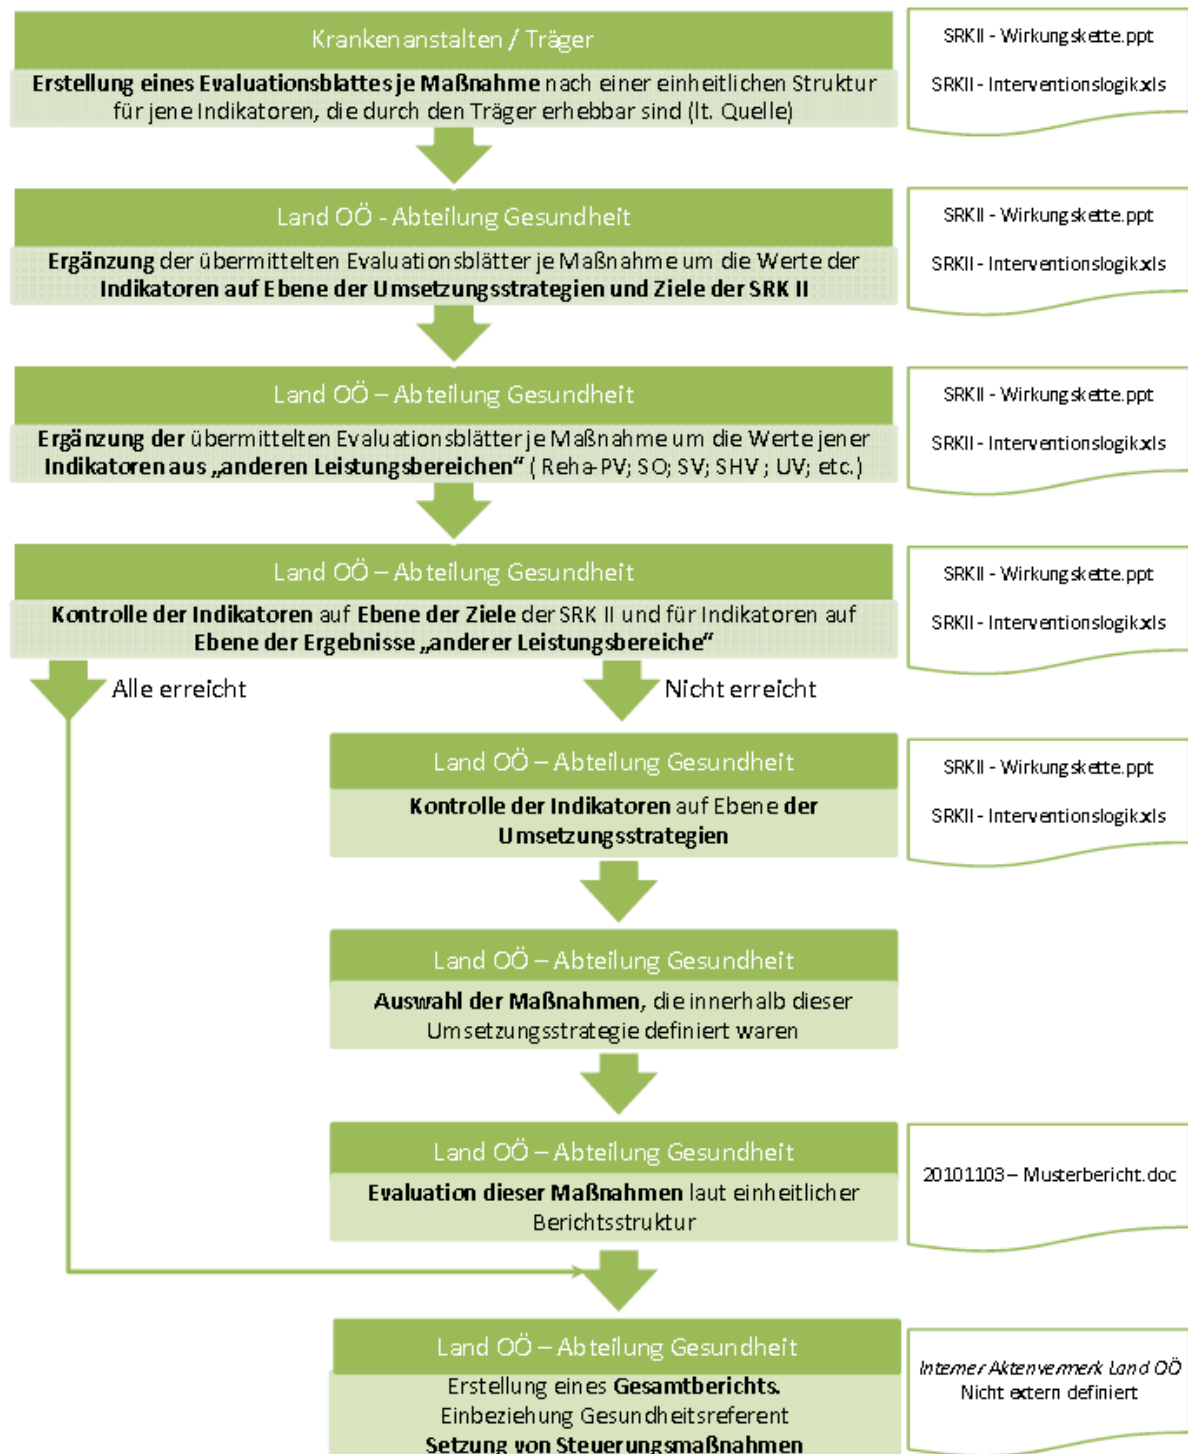 Krankenanstalten / Träger
Erstellung eines Evaluationsblattes je Maßnahme nach einer einheitlichen Struktur
für jene Indikatoren, die durch den Träger erhebbar sind (lt. Quelle)
SRKII - Wirkungskette.ppt
SRKII - Interventionslogik.xls
Land OÖ - Abteilung Gesundheit
Ergänzung der übermittelten Evaluationsblätter je Maßnahme um die Werte der
Indikatoren auf Ebene der Umsetzungsstrategien und Ziele der SRK II
SRKII - Wirkungskette.ppt
SRKII - Interventionslogik.xls
Land OÖ – Abteilung Gesundheit
Ergänzung der übermittelten Evaluationsblätter je Maßnahme um die Werte jener
Indikatoren aus „anderen Leistungsbereichen“ ( Reha-PV; SO; SV; SHV ; UV; etc.)
SRKII - Wirkungskette.ppt
SRKII - Interventionslogik.xls
Land OÖ – Abteilung Gesundheit
Kontrolle der Indikatoren auf Ebene der Ziele der SRK II und für Indikatoren auf
Ebene der Ergebnisse „anderer Leistungsbereiche“
SRKII - Wirkungskette.ppt
SRKII - Interventionslogik.xls
Alle erreicht
Nicht erreicht
Land OÖ – Abteilung Gesundheit
Kontrolle der Indikatoren auf Ebene der
Umsetzungsstrategien
SRKII - Wirkungskette.ppt
SRKII - Interventionslogik.xls
Land OÖ – Abteilung Gesundheit
Auswahl der Maßnahmen, die innerhalb dieser
Umsetzungsstrategie definiert waren
Land OÖ – Abteilung Gesundheit
Evaluation dieser Maßnahmen laut einheitlicher
Berichtsstruktur
20101103 – Musterbericht.doc
Land OÖ – Abteilung Gesundheit
Erstellung eines Gesamtberichts.
Einbeziehung Gesundheitsreferent
Setzung von Steuerungsmaßnahmen
Interner Aktenvermerk Land OÖ
Nicht extern definiert